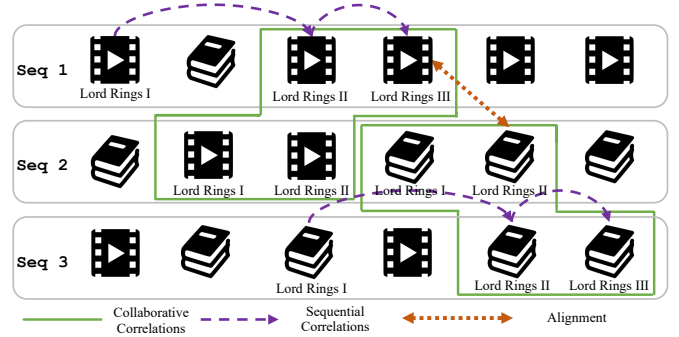 Seq 1
Lord Rings I
Lord Rings II
Lord Rings III
Seq 2
Lord Rings I
Lord Rings II
Lord Rings I
Lord Rings II
Seq 3
Lord Rings I
Lord Rings II
Lord Rings III
Collaborative
Correlations
Sequential
Correlations
Alignment